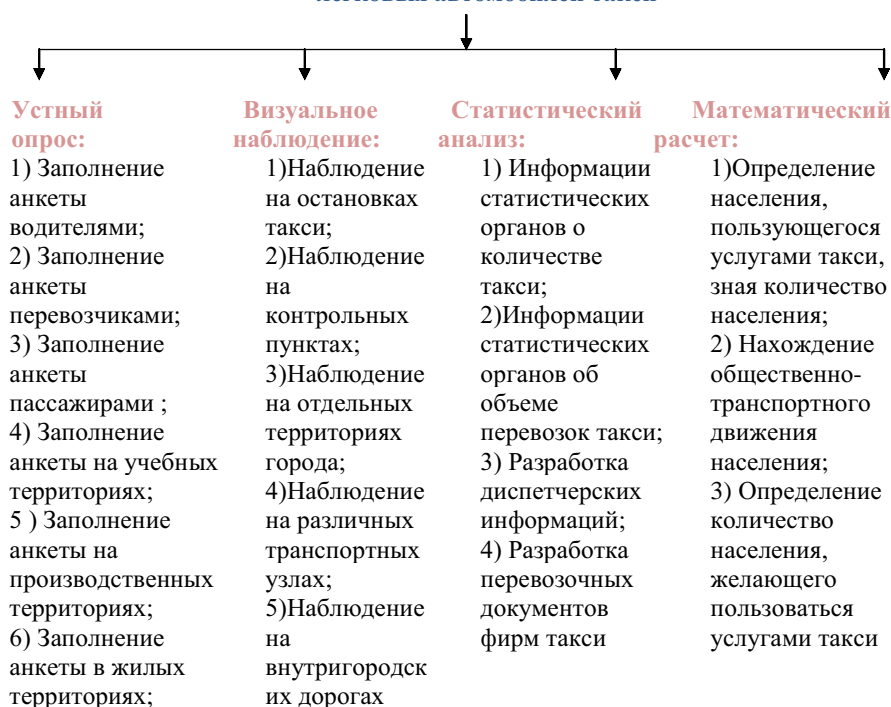 легковых автомобилей такси
Устный
опрос:
1) Заполнение
анкеты
водителями;
2) Заполнение
анкеты
перевозчиками;
3) Заполнение
анкеты
пассажирами ;
4) Заполнение
анкеты на учебных
территориях;
5 ) Заполнение
анкеты на
производственных
территориях;
6) Заполнение
анкеты в жилых
территориях;
Визуальное
наблюдение:
1)Наблюдение
на остановках
такси;
2)Наблюдение
на
контрольных
пунктах;
3)Наблюдение
на отдельных
территориях
города;
4)Наблюдение
на различных
транспортных
узлах;
5)Наблюдение
на
внутригородск
их дорогах
Статистический
анализ:
1) Информации
статистических
органов о
количестве
такси;
2)Информации
статистических
органов об
объеме
перевозок такси;
3) Разработка
диспетчерских
информаций;
4) Разработка
перевозочных
документов
фирм такси
Математический
расчет:
1)Определение
населения,
пользующегося
услугами такси,
зная количество
населения;
2) Нахождение
общественно-
транспортного
движения
населения;
3) Определение
количество
населения,
желающего
пользоваться
услугами такси